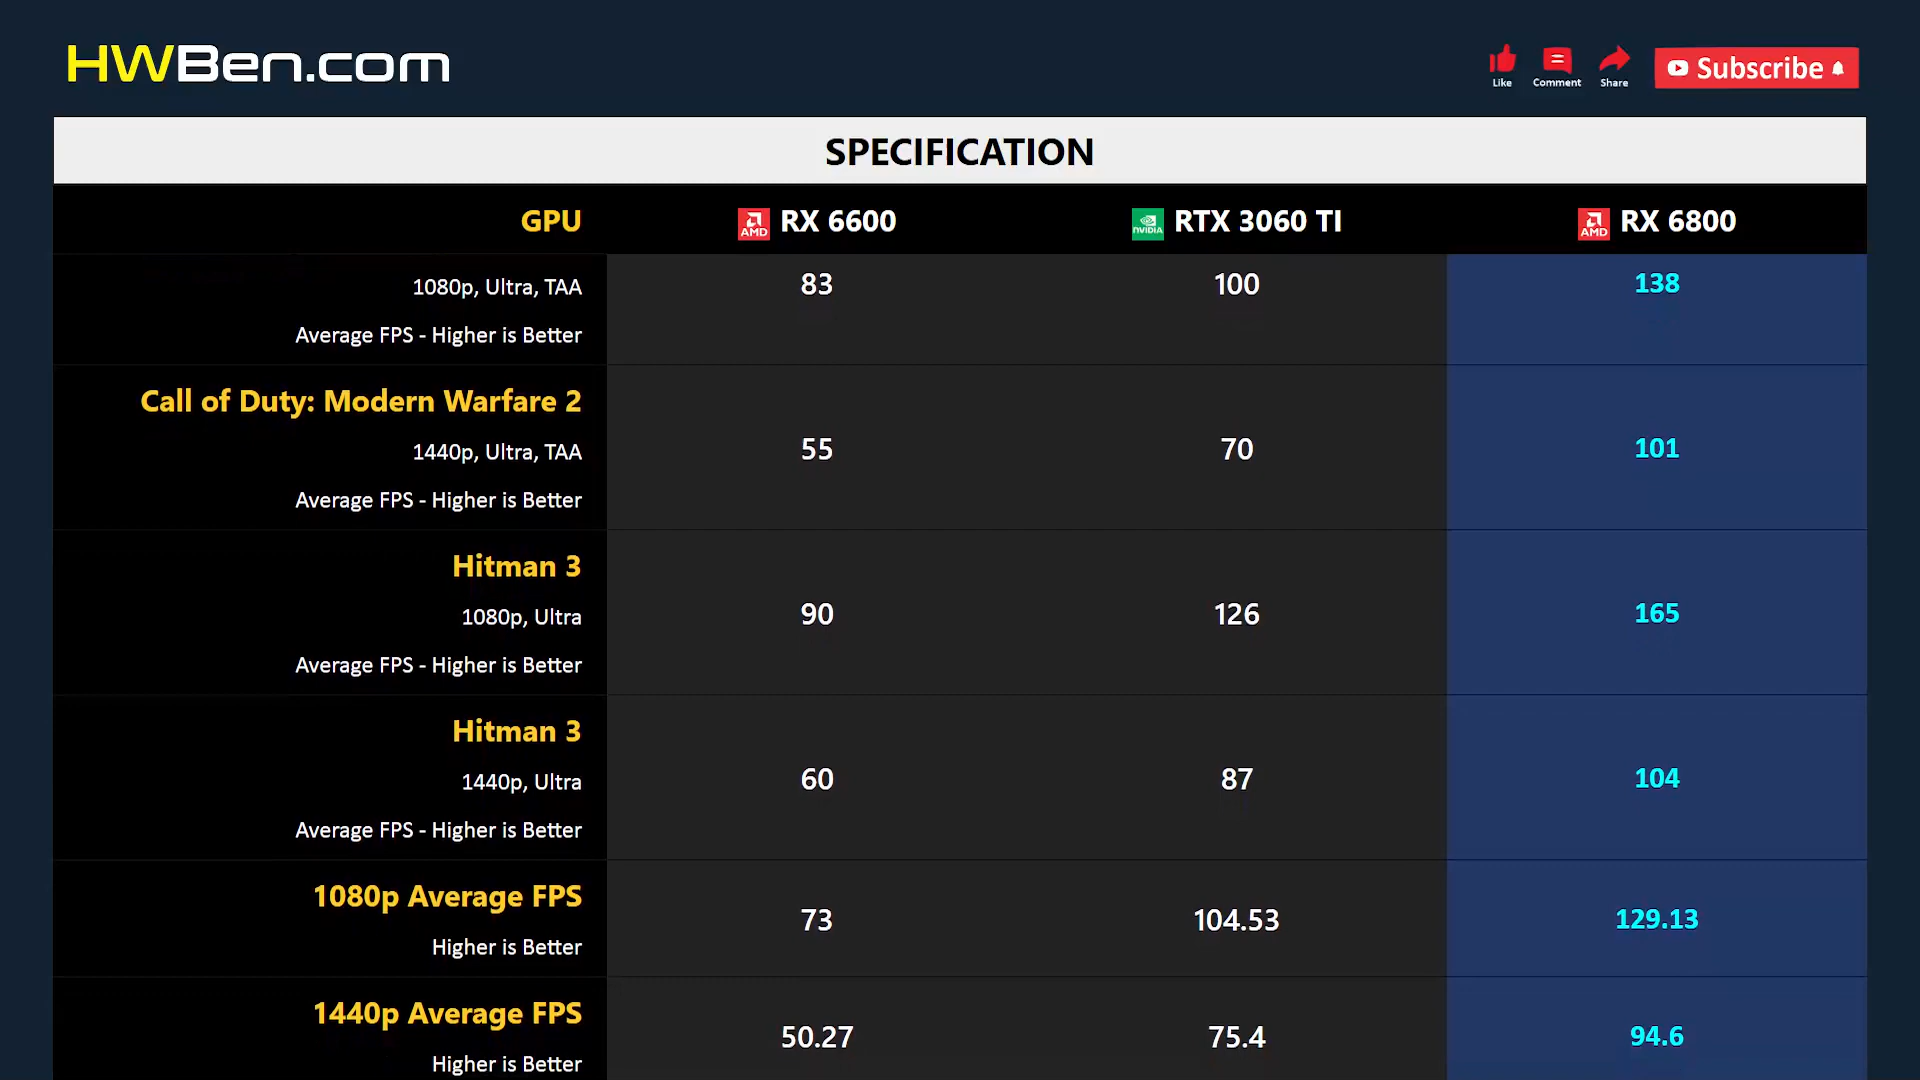 HWBen.com
Like Comment Share Subscribe
SPECIFICATION
GPU AMD RX 6600 NVIDIA RTX 3060 TI AMD RX 6800
1080p, Ultra, TAA 83 100 138
Average FPS - Higher is Better
Call of Duty: Modern Warfare 2
1440p, Ultra, TAA 55 70 101
Average FPS - Higher is Better
Hitman 3
1080p, Ultra 90 126 165
Average FPS - Higher is Better
Hitman 3
1440p, Ultra 60 87 104
Average FPS - Higher is Better
1080p Average FPS 73 104.53 129.13
Higher is Better
1440p Average FPS 50.27 75.4 94.6
Higher is Better